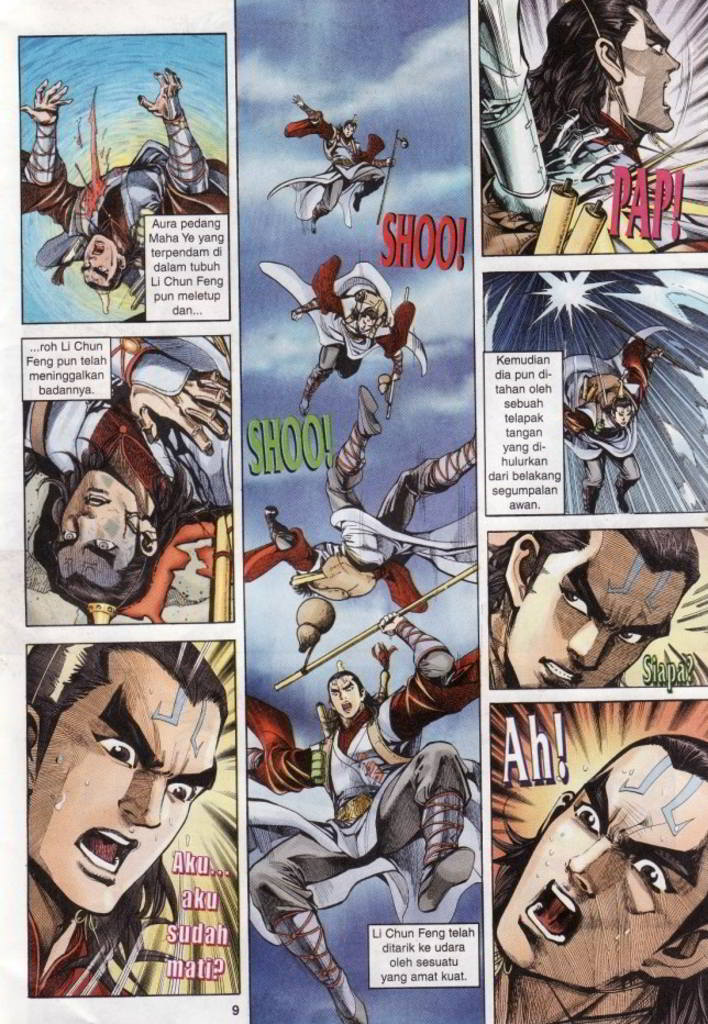 Aura pedang
Maha Ye yang
terpendam di
dalam tubuh
Li Chun Feng
pun meletup
dan...
...roh Li Chun
Feng pun telah
meninggalkan
badannya.
Aku...
aku
sudah
mati?
SHOO!
SHOO!
Li Chun Feng telah
ditarik ke udara
oleh sesuatu
yang amat kuat.
PAP!
Kemudian
dia pun di-
tahan oleh
sebuah
telapak
tangan
yang di-
hulurkan
dari belakang
segumpalan
awan.
Siapa?
Ah!
9